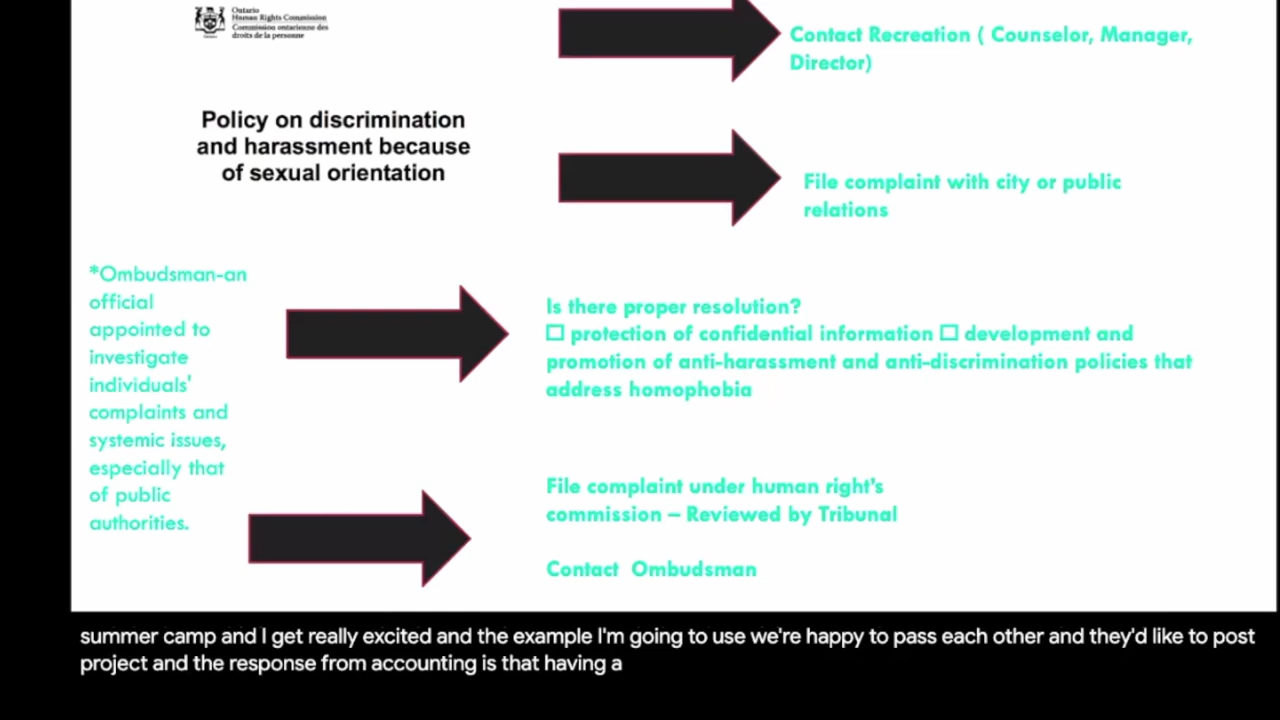 Ontario
Human Rights Commission
Commission ontarienne des
droits de la personne
Contact Recreation ( Counselor, Manager,
Director)
Policy on discrimination
and harassment because
of sexual orientation
File complaint with city or public
relations
*Ombudsman-an
official
appointed to
investigate
individuals'
complaints and
systemic issues,
especially that
of public
authorities.
Is there proper resolution?
☐ protection of confidential information ☐ development and
promotion of anti-harassment and anti-discrimination policies that
address homophobia
File complaint under human right's
commission – Reviewed by Tribunal
Contact Ombudsman
summer camp and I get really excited and the example I'm going to use we're happy to pass each other and they'd like to post
project and the response from accounting is that having a